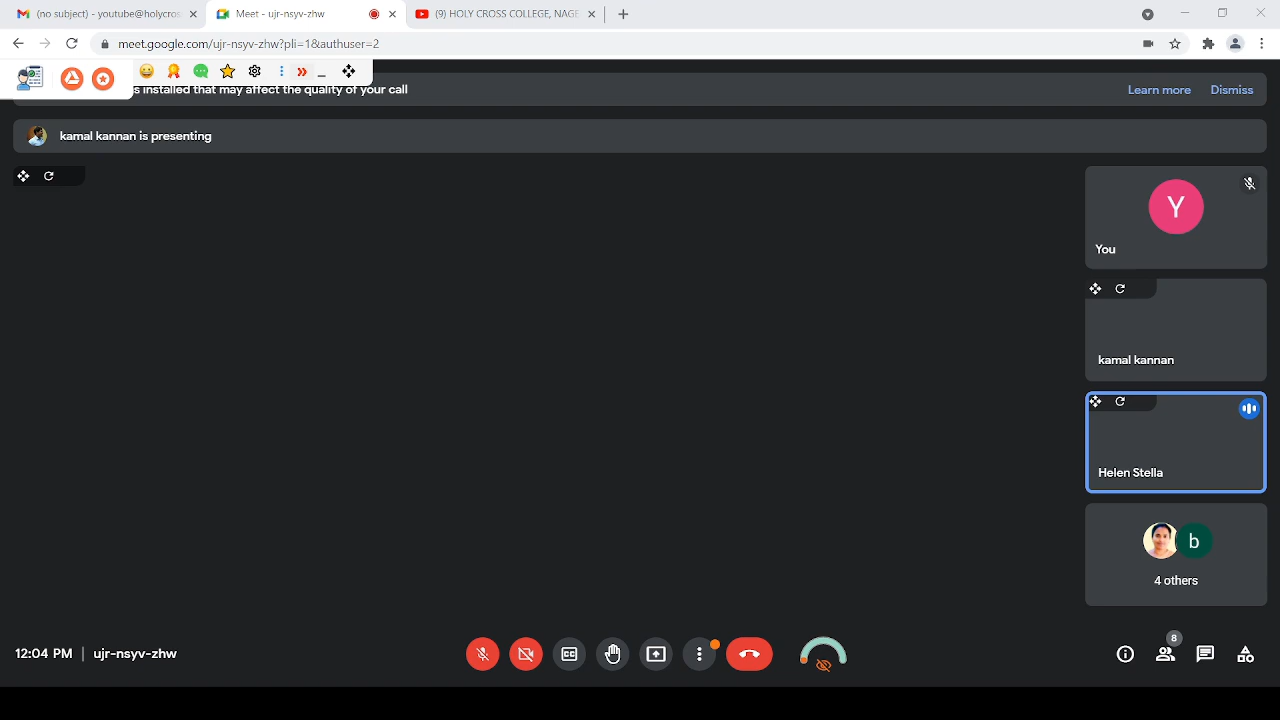 (no subject) - youtube@holycros
Meet - ujr-nsyv-zhw
(9) HOLY CROSS COLLEGE, NAGE
meet.google.com/ujr-nsyv-zhw?pli=1&authuser=2
s installed that may affect the quality of your call
Learn more
Dismiss
kamal kannan is presenting
Y
You
kamal kannan
Helen Stella
b
4 others
12:04 PM | ujr-nsyv-zhw
8